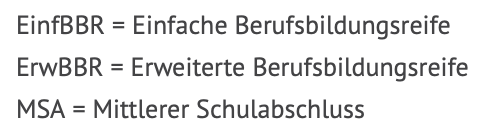 EinfBBR = Einfache Berufsbildungsreife
ErwBBR = Erweiterte Berufsbildungsreife
MSA = Mittlerer Schulabschluss